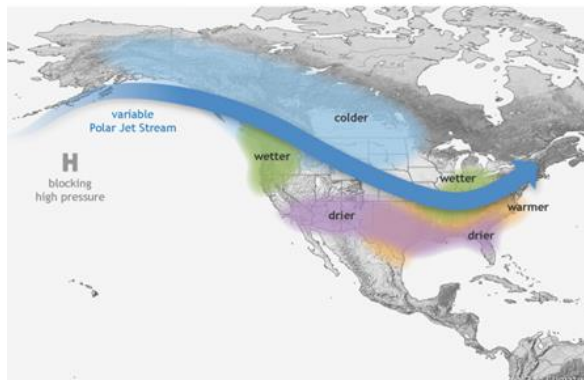 colder
variable
Polar Jet Stream
wetter
H
blocking
high pressure
wetter
warmer
drier
drier